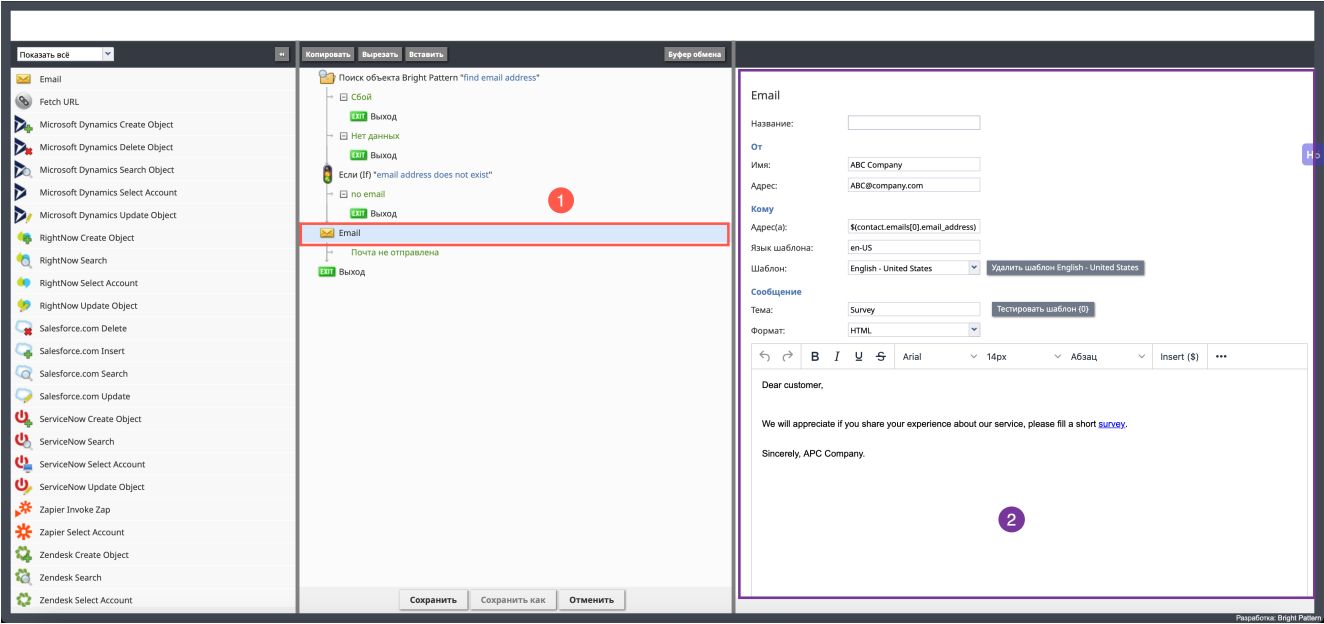 Показать всё
Email
Fetch URL
Microsoft Dynamics Create Object
Microsoft Dynamics Delete Object
Microsoft Dynamics Search Object
Microsoft Dynamics Select Account
Microsoft Dynamics Update Object
RightNow Create Object
RightNow Search
RightNow Select Account
RightNow Update Object
Salesforce.com Delete
Salesforce.com Insert
Salesforce.com Search
Salesforce.com Update
ServiceNow Create Object
ServiceNow Search
ServiceNow Select Account
ServiceNow Update Object
Zapier Invoke Zap
Zapier Select Account
Zendesk Create Object
Zendesk Search
Zendesk Select Account
Копировать Вырезать Вставить Буфер обмена
Поиск объекта Bright Pattern "find email address"
Сбой
EXIT Выход
Нет данных
EXIT Выход
Если (If) "email address does not exist"
no email
1
EXIT Выход
Email
Почта не отправлена
EXIT Выход
Сохранить Сохранить как Отменить
Email
Название:
От
Но
Имя: ABC Company
Адрес: ABC@company.com
Кому
Адрес(а): $(contact.emails[0].email_address)
Язык шаблона: en-US
Шаблон: English - United States Удалить шаблон English - United States
Сообщение
Тема: Survey Тестировать шаблон {0}
Формат: HTML
B I U S Arial 14px Абзац Insert ($) •••
Dear customer,
We will appreciate if you share your experience about our service, please fill a short survey.
Sincerely, APC Company.
2
Разработка: Bright Pattern